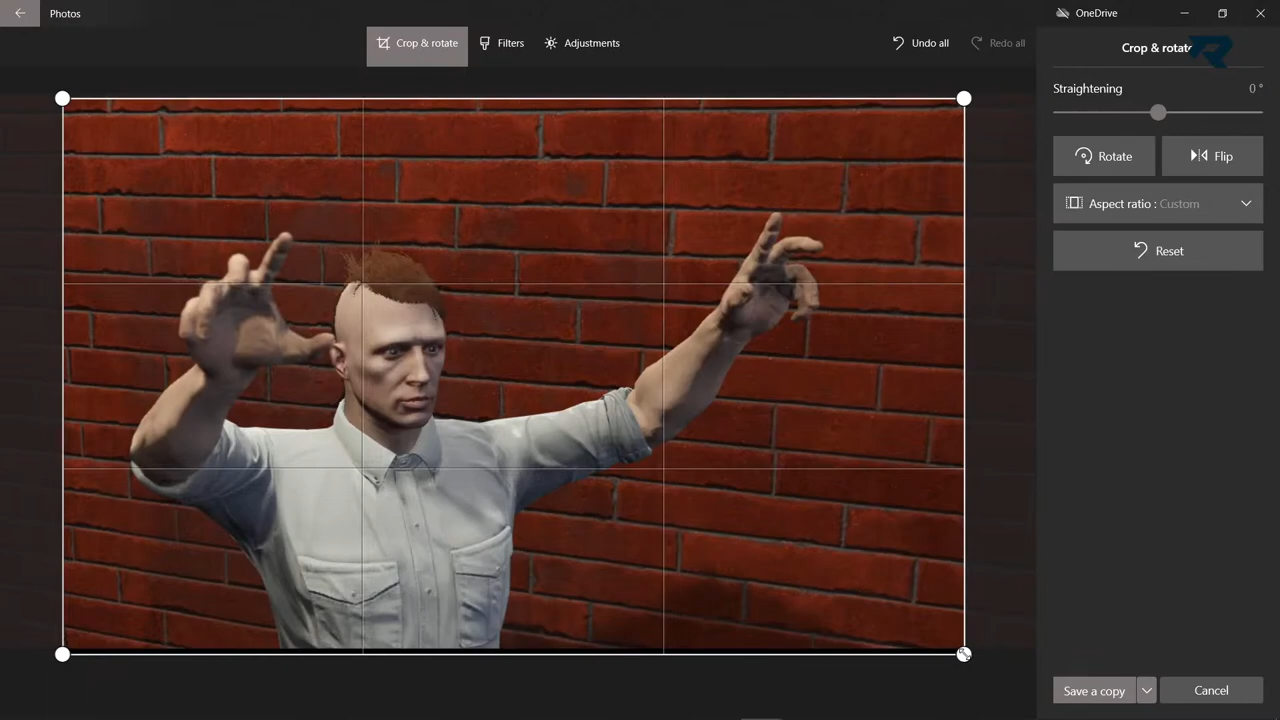 Photos
OneDrive
Crop & rotate
Filters
Adjustments
Undo all
Redo all
Crop & rotate
Straightening
0 °
Rotate
Flip
Aspect ratio : Custom
Reset
Save a copy
Cancel